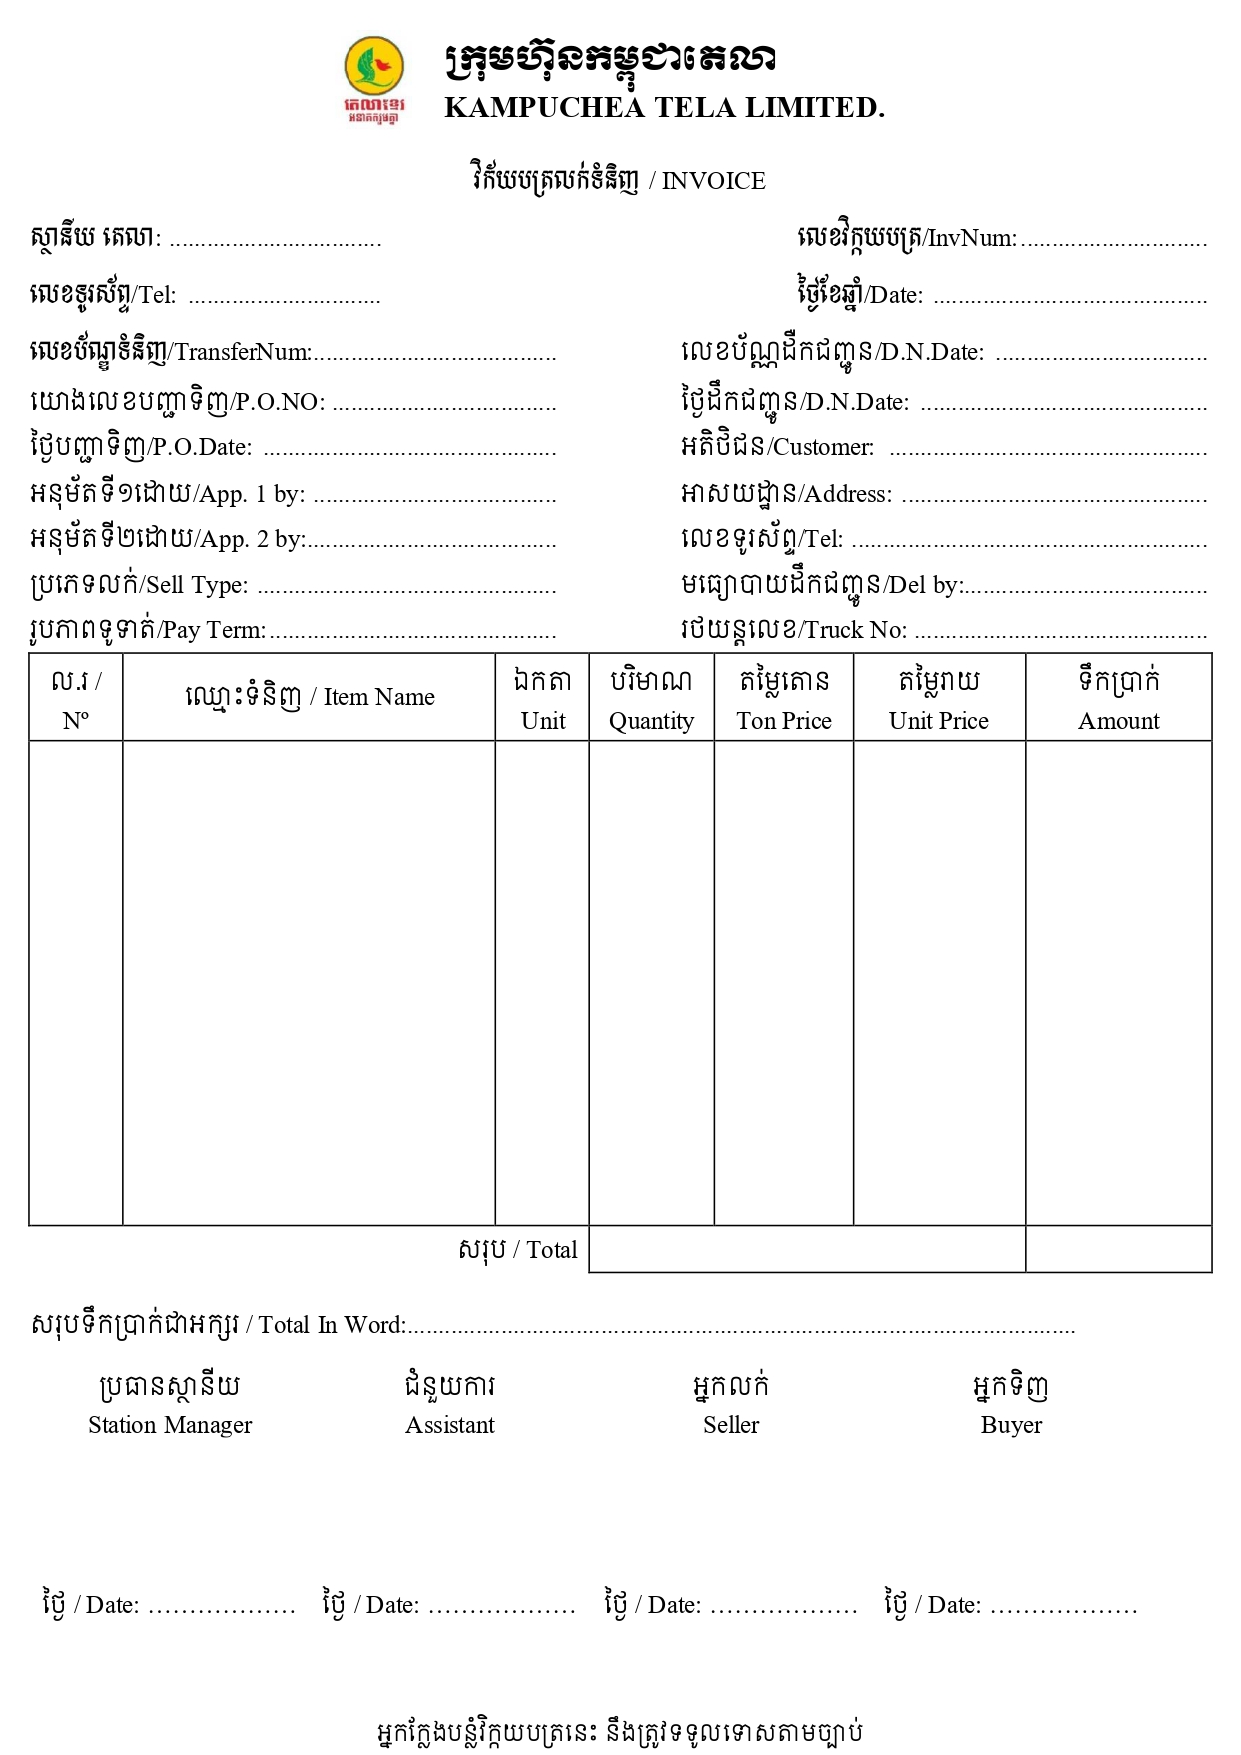 ក្រុមហ៊ុនកម្ពុជាតេលា
តេលាខ្មែរ
អនាគតរួមគ្នា
KAMPUCHEA TELA LIMITED.
វិក័យបត្រលក់ទំនិញ / INVOICE
ស្ថានីយ តេលា: .................................. លេខវិក្កយបត្រ/InvNum:..............................
លេខទូរស័ព្ទ/Tel: ............................... ថ្ងៃខែឆ្នាំ/Date: ............................................
លេខប័ណ្ឌទំនិញ/TransferNum:....................................... លេខប័ណ្ណដឹកជញ្ជូន/D.N.Date: ..................................
យោងលេខបញ្ជាទិញ/P.O.NO: .................................... ថ្ងៃដឹកជញ្ជូន/D.N.Date: ..............................................
ថ្ងៃបញ្ជាទិញ/P.O.Date: ............................................... អតិថិជន/Customer: ...................................................
អនុម័តទី១ដោយ/App. 1 by: ....................................... អាសយដ្ឋាន/Address: .................................................
អនុម័តទី២ដោយ/App. 2 by:........................................ លេខទូរស័ព្ទ/Tel: .........................................................
ប្រភេទលក់/Sell Type: ................................................ មធ្យោបាយដឹកជញ្ជូន/Del by:.......................................
រូបភាពទូទាត់/Pay Term:.............................................. រថយន្តលេខ/Truck No: ...............................................
ល.រ / ឈ្មោះទំនិញ / Item Name ឯកតា បរិមាណ តម្លៃតោន តម្លៃរាយ ទឹកប្រាក់
Nº Unit Quantity Ton Price Unit Price Amount
សរុប / Total
សរុបទឹកប្រាក់ជាអក្សរ / Total In Word:...........................................................................................................
ប្រធានស្ថានីយ ជំនួយការ អ្នកលក់ អ្នកទិញ
Station Manager Assistant Seller Buyer
ថ្ងៃ / Date: ……………… ថ្ងៃ / Date: ……………… ថ្ងៃ / Date: ……………… ថ្ងៃ / Date: ………………
អ្នកក្លែងបន្លំវិក្កយបត្រនេះ នឹងត្រូវទទូលទោសតាមច្បាប់